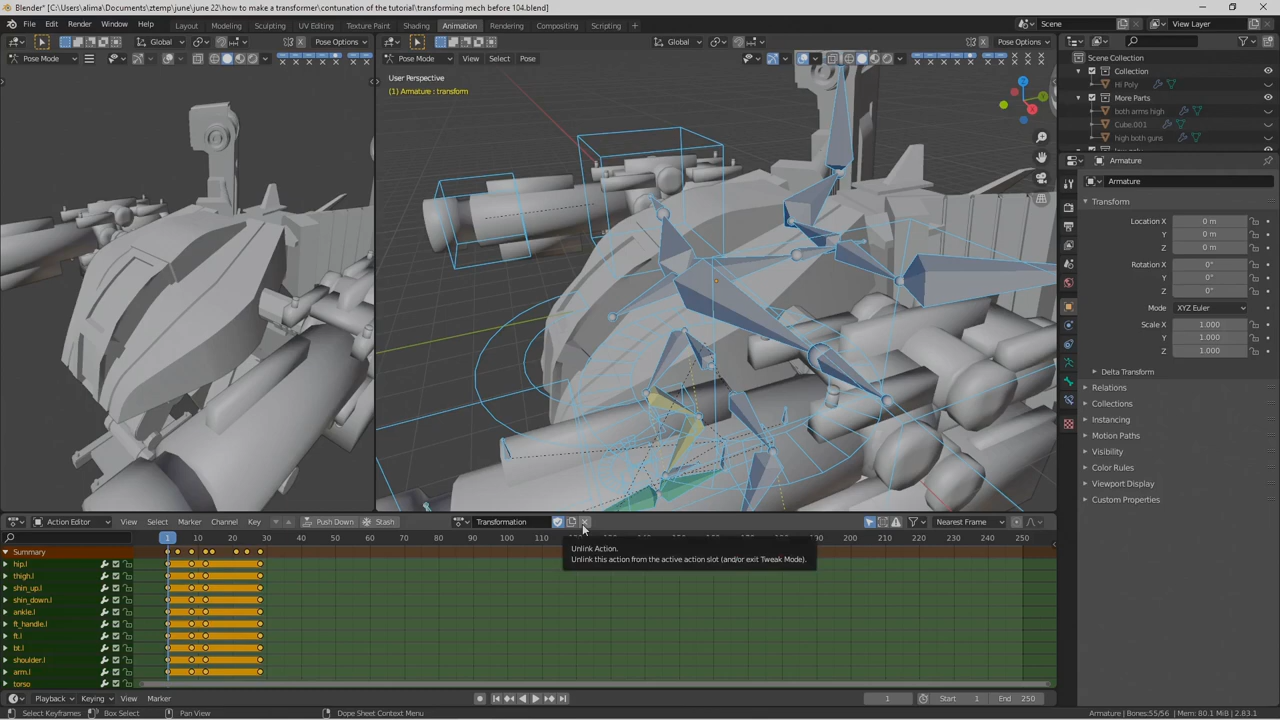 Blender* [C:\Users\alima\Documents\ztemp\june\june 22\how to make a transformer\contunation of the tutorial\transforming mech before 104.blend]
File Edit Render Window Help Layout Modeling Sculpting UV Editing Texture Paint Shading Animation Rendering Compositing Scripting + Scene View Layer
Global Pose Options Global Pose Options
Pose Mode Pose Mode View Select Pose
User Perspective
(1) Armature : transform
Scene Collection
Collection
Hi Poly
More Parts
both arms high
Cube.001
high both guns
Armature
Armature
Transform
Location X 0 m
Y 0 m
Z 0 m
Rotation X 0°
Y 0°
Z 0°
Mode XYZ Euler
Scale X 1.000
Y 1.000
Z 1.000
Delta Transform
Relations
Collections
Instancing
Motion Paths
Visibility
Color Rules
Viewport Display
Custom Properties
Action Editor View Select Marker Channel Key Push Down Stash Transformation Nearest Frame
1 10 20 30 40 50 60 70 80 90 100 110 200 210 220 230 240 250
Unlink Action.
Unlink this action from the active action slot (and/or exit Tweak Mode).
Summary
hip.l
thigh.l
shin_up.l
shin_down.l
ankle.l
ft_handle.l
ft.l
bt.l
shoulder.l
arm.l
torso
Playback Keying View Marker 1 Start 1 End 250
Select Keyframes Box Select Pan View Dope Sheet Context Menu Armature | Bones:55/56 | Mem: 80.1 MiB | 2.83.1